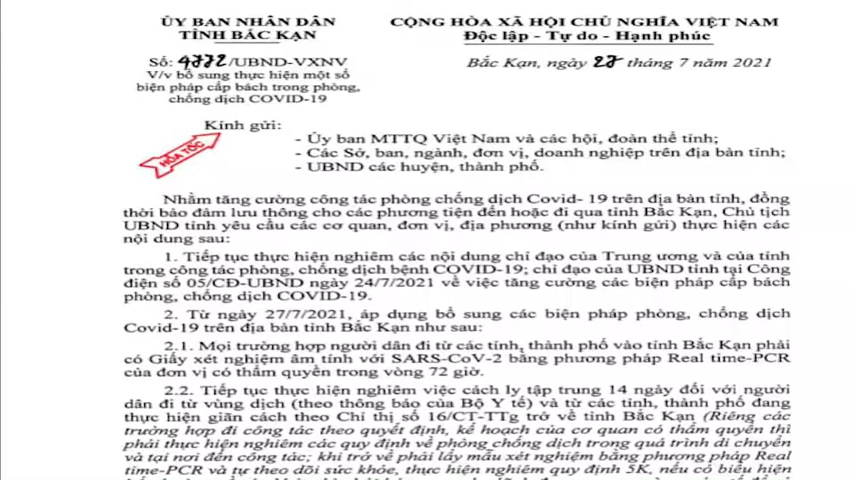 ỦY BAN NHÂN DÂN
TỈNH BẮC KẠN
CỘNG HÒA XÃ HỘI CHỦ NGHĨA VIỆT NAM
Độc lập - Tự do - Hạnh phúc
Số: 4772/UBND-VXNV
V/v bổ sung thực hiện một số
biện pháp cấp bách trong phòng,
chống dịch COVID-19
Bắc Kạn, ngày 27 tháng 7 năm 2021
HỎA TỐC
Kính gửi:
- Ủy ban MTTQ Việt Nam và các hội, đoàn thể tỉnh;
- Các Sở, ban, ngành, đơn vị, doanh nghiệp trên địa bàn tỉnh;
- UBND các huyện, thành phố.
Nhằm tăng cường công tác phòng chống dịch Covid- 19 trên địa bàn tỉnh, đồng
thời bảo đảm lưu thông cho các phương tiện đến hoặc đi qua tỉnh Bắc Kạn, Chủ tịch
UBND tỉnh yêu cầu các cơ quan, đơn vị, địa phương (như kính gửi) thực hiện các
nội dung sau:
1. Tiếp tục thực hiện nghiêm các nội dung chỉ đạo của Trung ương và của tỉnh
trong công tác phòng, chống dịch bệnh COVID-19; chỉ đạo của UBND tỉnh tại Công
điện số 05/CĐ-UBND ngày 24/7/2021 về việc tăng cường các biện pháp cấp bách
phòng, chống dịch COVID-19.
2. Từ ngày 27/7/2021, áp dụng bổ sung các biện pháp phòng, chống dịch
Covid-19 trên địa bàn tỉnh Bắc Kạn như sau:
2.1. Mọi trường hợp người dân đi từ các tỉnh, thành phố vào tỉnh Bắc Kạn phải
có Giấy xét nghiệm âm tính với SARS-CoV-2 bằng phương pháp Real time-PCR
của đơn vị có thẩm quyền trong vòng 72 giờ.
2.2. Tiếp tục thực hiện nghiêm việc cách ly tập trung 14 ngày đối với người
dân đi từ vùng dịch (theo thông báo của Bộ Y tế) và từ các tỉnh, thành phố đang
thực hiện giãn cách theo Chỉ thị số 16/CT-TTg trở về tỉnh Bắc Kạn (Riêng các
trường hợp đi công tác theo quyết định, kế hoạch của cơ quan có thẩm quyền thì
phải thực hiện nghiêm các quy định về phòng chống dịch trong quá trình di chuyển
và tại nơi đến công tác; khi trở về phải lấy mẫu xét nghiệm bằng phương pháp Real
time-PCR và tự theo dõi sức khỏe, thực hiện nghiêm quy định 5K, nếu có biểu hiện